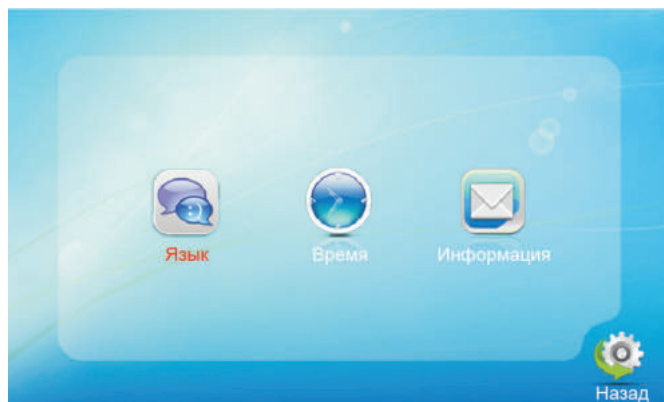 Язык
Время
Информация
Назад